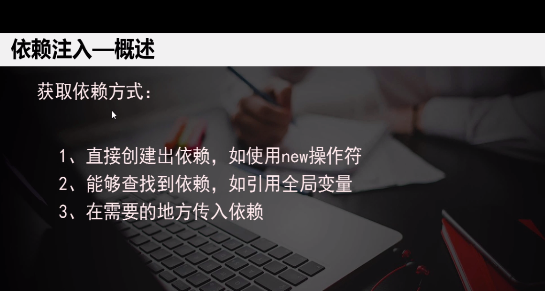 依赖注入—概述
获取依赖方式：
1、直接创建出依赖，如使用new操作符
2、能够查找到依赖，如引用全局变量
3、在需要的地方传入依赖